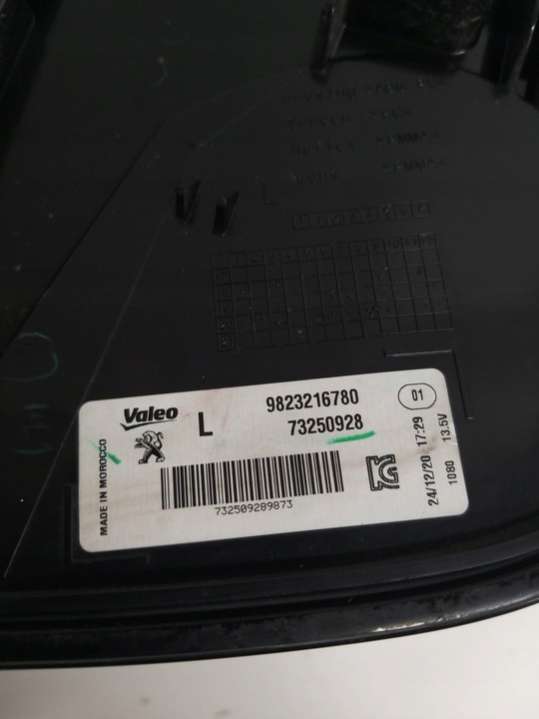 L
Valeo
L
9823216780
73250928
01
MADE IN MOROCCO
732509289873
24/12/20 17:29
1080 13.5V